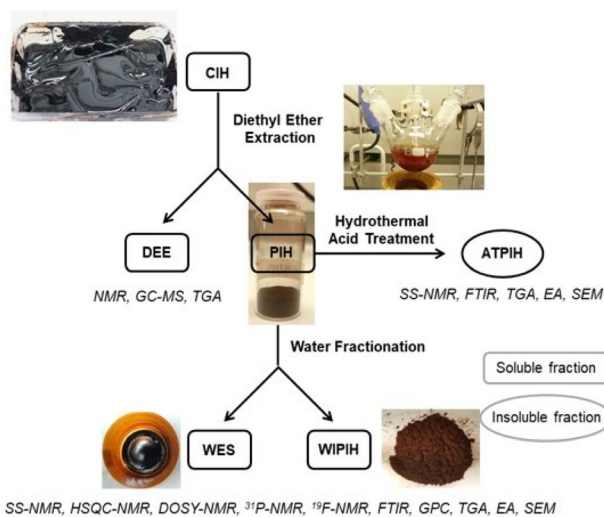 CIH
Diethyl Ether
Extraction
DEE
PIH
Hydrothermal
Acid Treatment
ATPIH
NMR, GC-MS, TGA
SS-NMR, FTIR, TGA, EA, SEM
Water Fractionation
Soluble fraction
Insoluble fraction
WES
WIPIH
SS-NMR, HSQC-NMR, DOSY-NMR, ³¹P-NMR, ¹⁹F-NMR, FTIR, GPC, TGA, EA, SEM